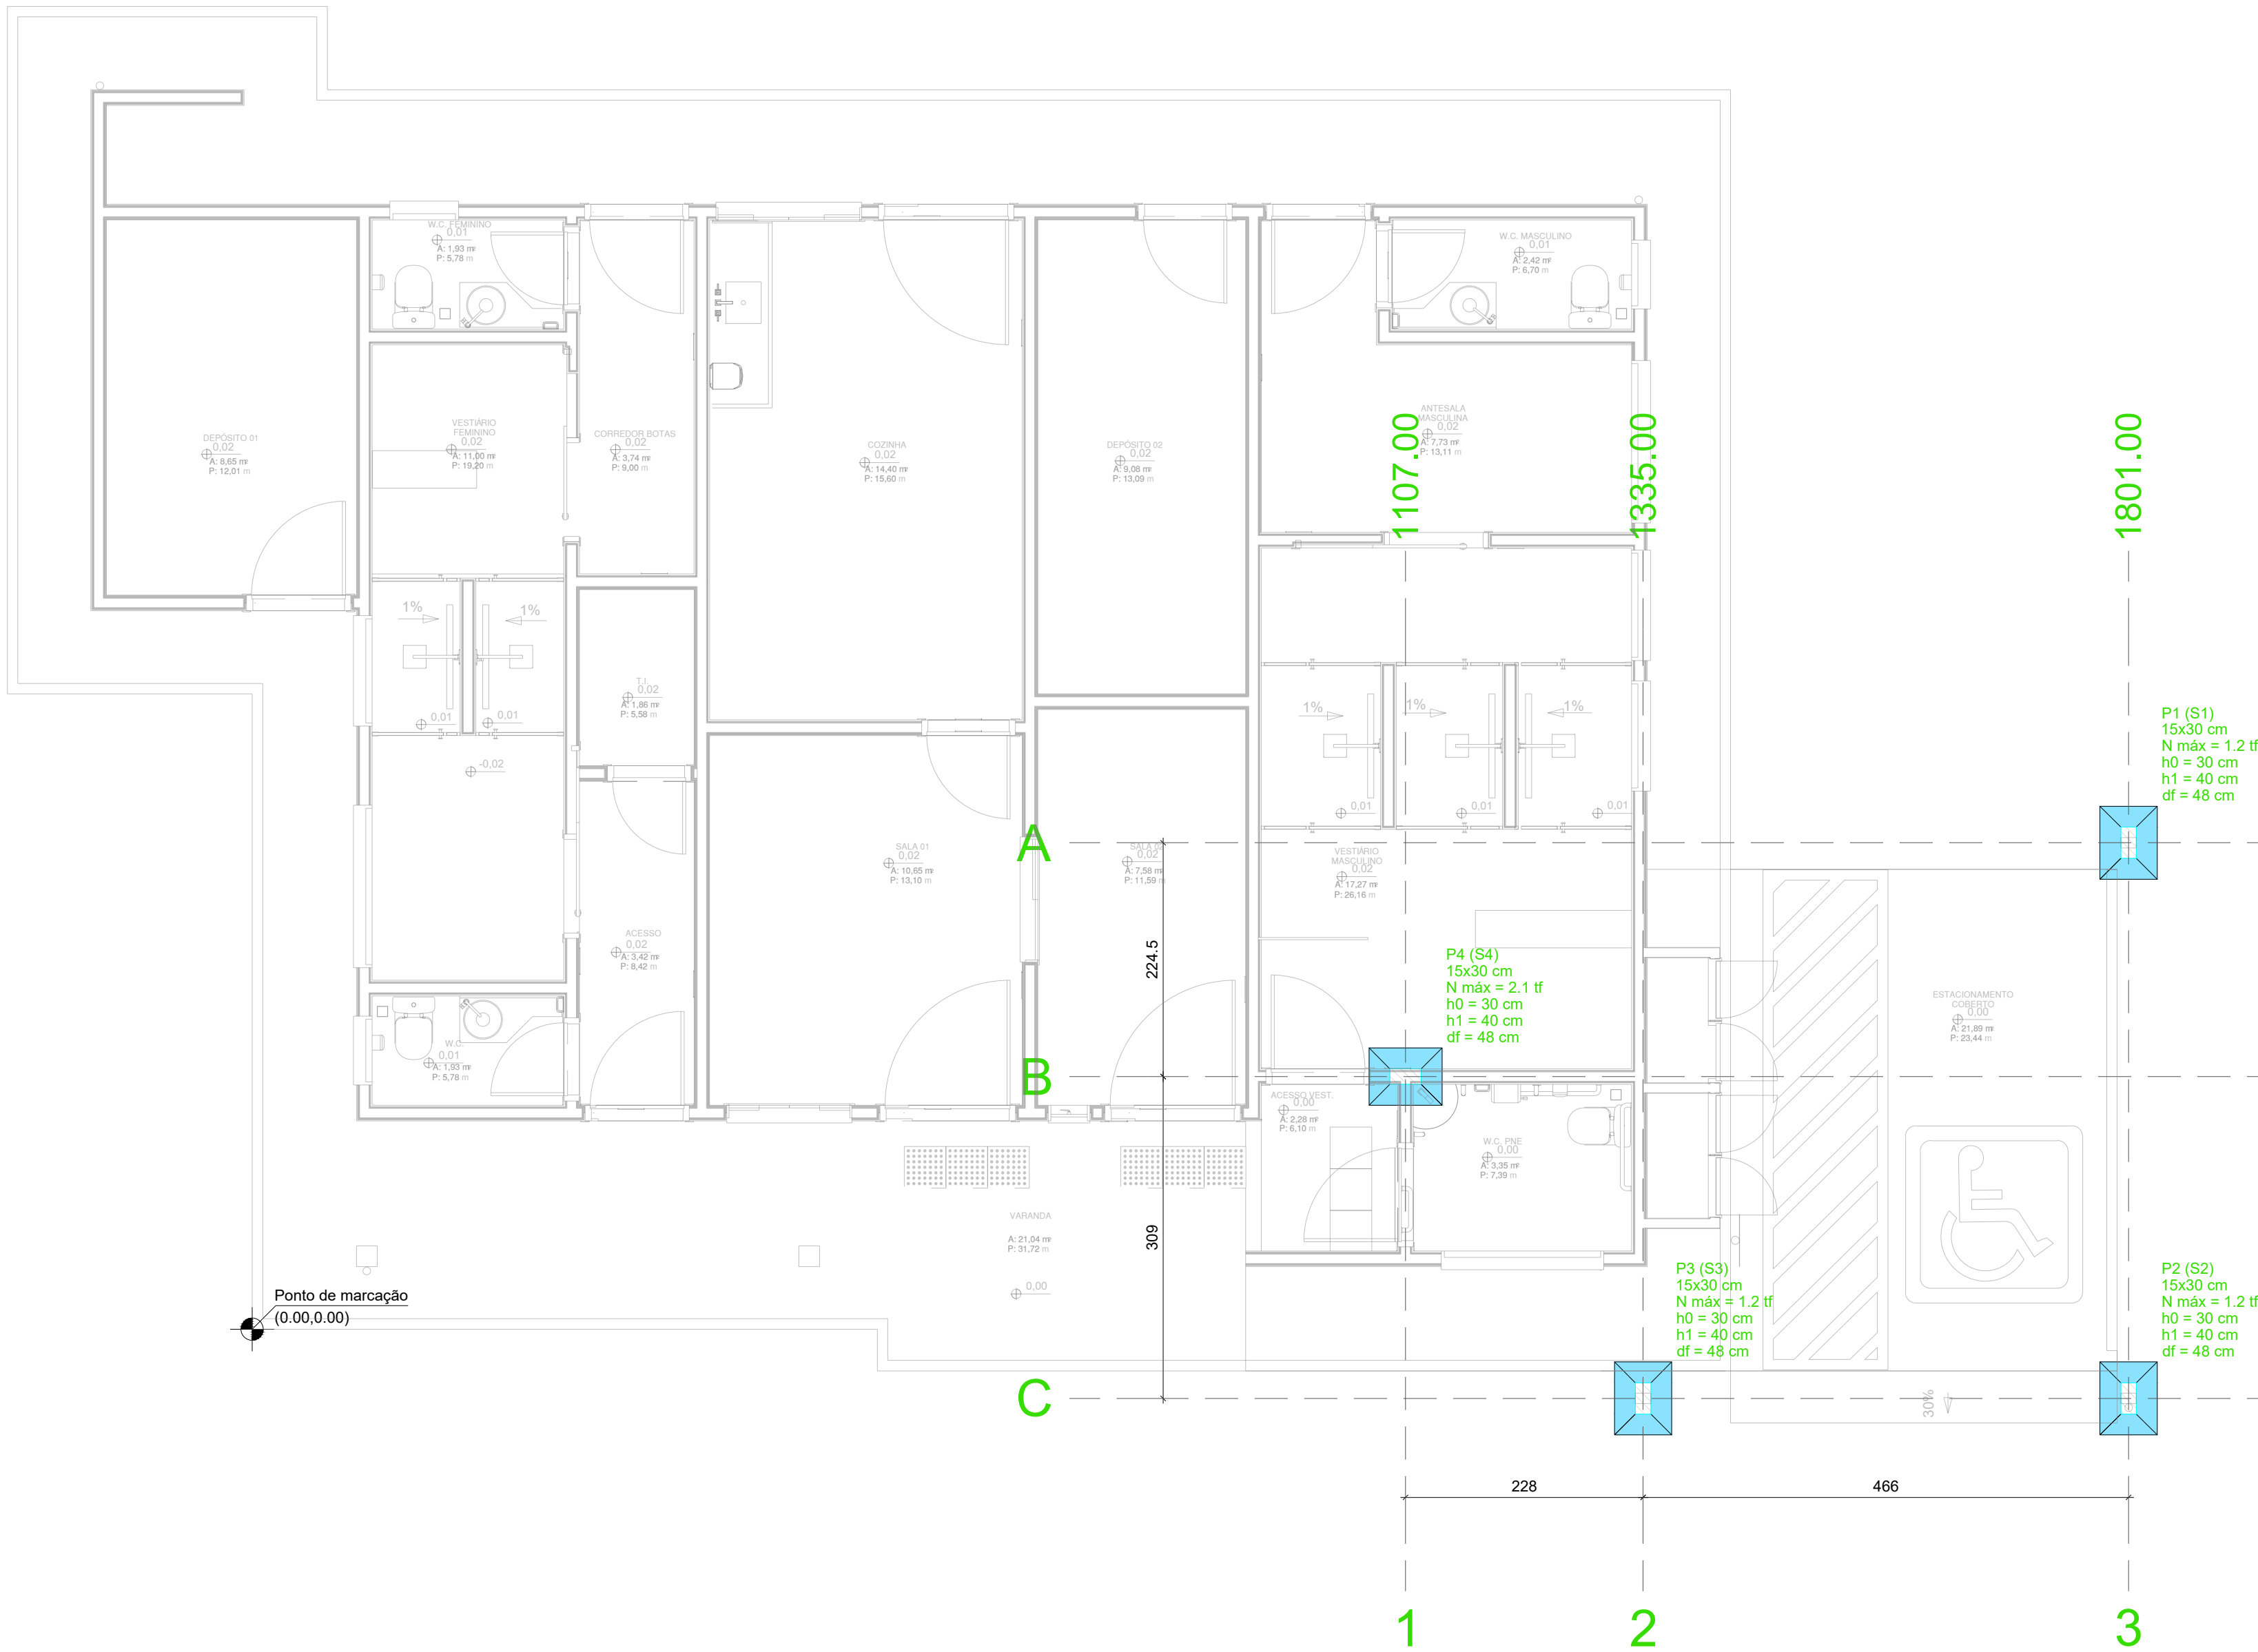 W.C. FEMININO
0,01
A: 1,93 m²
P: 5,78 m
W.C. MASCULINO
0,01
A: 2,42 m²
P: 6,70 m
DEPÓSITO 01
0,02
A: 8,65 m²
P: 12,01 m
VESTIÁRIO
FEMININO
0,02
A: 11,00 m²
P: 19,20 m
CORREDOR BOTAS
0,02
A: 3,74 m²
P: 9,00 m
COZINHA
0,02
A: 14,40 m²
P: 15,60 m
DEPÓSITO 02
0,02
A: 9,08 m²
P: 13,09 m
ANTESALA
MASCULINA
0,02
A: 7,73 m²
P: 13,11 m
1107.00
1335.00
1801.00
1%
1%
0,01
0,01
T.I.
0,02
A: 1,86 m²
P: 5,58 m
1%
1%
1%
0,01
0,01
0,01
-0,02
P1 (S1)
15x30 cm
N máx = 1.2 tf
h0 = 30 cm
h1 = 40 cm
df = 48 cm
A
SALA 01
0,02
A: 10,65 m²
P: 13,10 m
SALA 02
0,02
A: 7,58 m²
P: 11,59 m
VESTIÁRIO
MASCULINO
0,02
A: 17,27 m²
P: 26,16 m
224.5
ACESSO
0,02
A: 3,42 m²
P: 8,42 m
P4 (S4)
15x30 cm
N máx = 2.1 tf
h0 = 30 cm
h1 = 40 cm
df = 48 cm
ESTACIONAMENTO
COBERTO
0,00
A: 21,89 m²
P: 23,44 m
W.C.
0,01
A: 1,93 m²
P: 5,78 m
B
ACESSO VEST.
0,00
A: 2,28 m²
P: 6,10 m
W.C. PNE
0,00
A: 3,35 m²
P: 7,39 m
VARANDA
A: 21,04 m²
P: 31,72 m
0,00
309
Ponto de marcação
(0.00,0.00)
P3 (S3)
15x30 cm
N máx = 1.2 tf
h0 = 30 cm
h1 = 40 cm
df = 48 cm
P2 (S2)
15x30 cm
N máx = 1.2 tf
h0 = 30 cm
h1 = 40 cm
df = 48 cm
C
30%
228
466
1
2
3